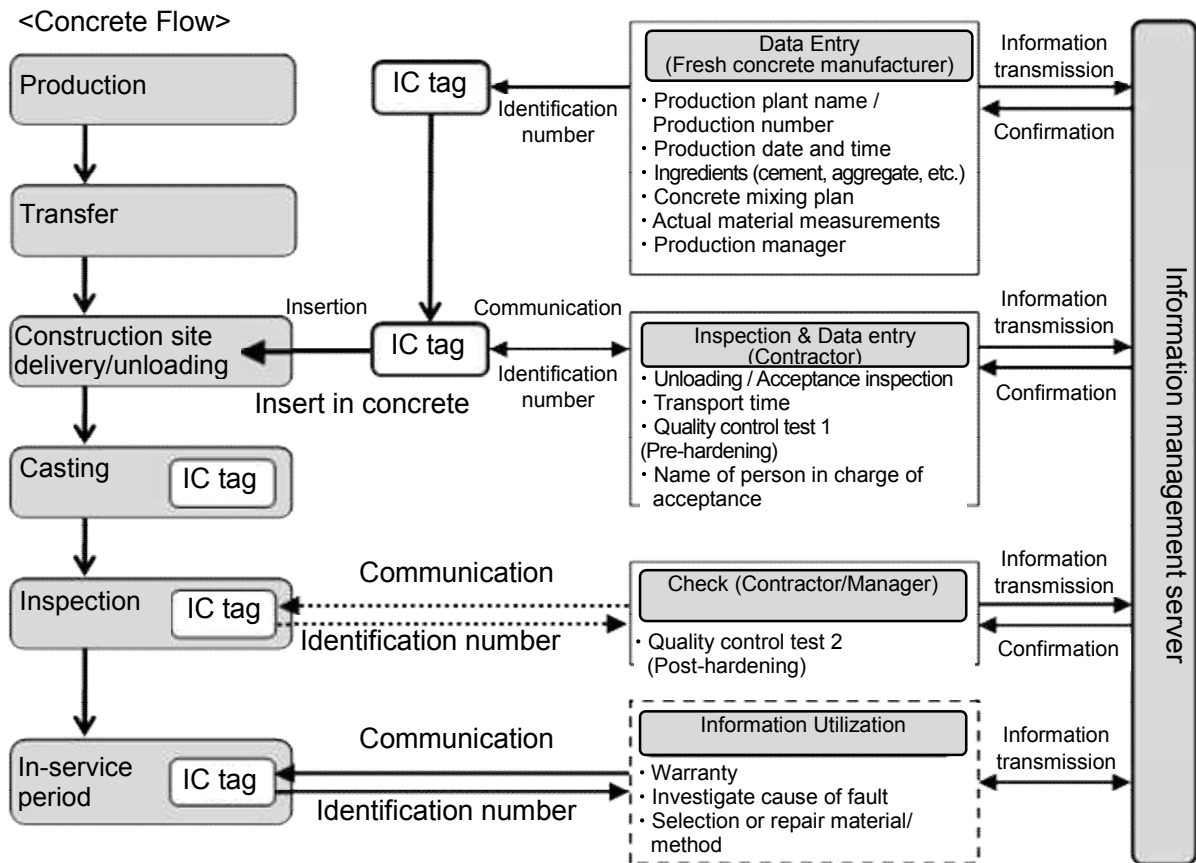 <Concrete Flow>
Production
Transfer
Construction site
delivery/unloading
Casting
IC tag
Inspection
IC tag
In-service
period
IC tag
IC tag
Identification
number
Insertion
IC tag
Insert in concrete
Communication
Identification
number
Communication
Identification number
Communication
Identification number
Data Entry
(Fresh concrete manufacturer)
・Production plant name /
Production number
・Production date and time
・Ingredients (cement, aggregate, etc.)
・Concrete mixing plan
・Actual material measurements
・Production manager
Inspection & Data entry
(Contractor)
・Unloading / Acceptance inspection
・Transport time
・Quality control test 1
(Pre-hardening)
・Name of person in charge of
acceptance
Check (Contractor/Manager)
・Quality control test 2
(Post-hardening)
Information Utilization
・Warranty
・Investigate cause of fault
・Selection or repair material/
method
Information
transmission
Confirmation
Information
transmission
Confirmation
Information
transmission
Confirmation
Information
transmission
Information management server